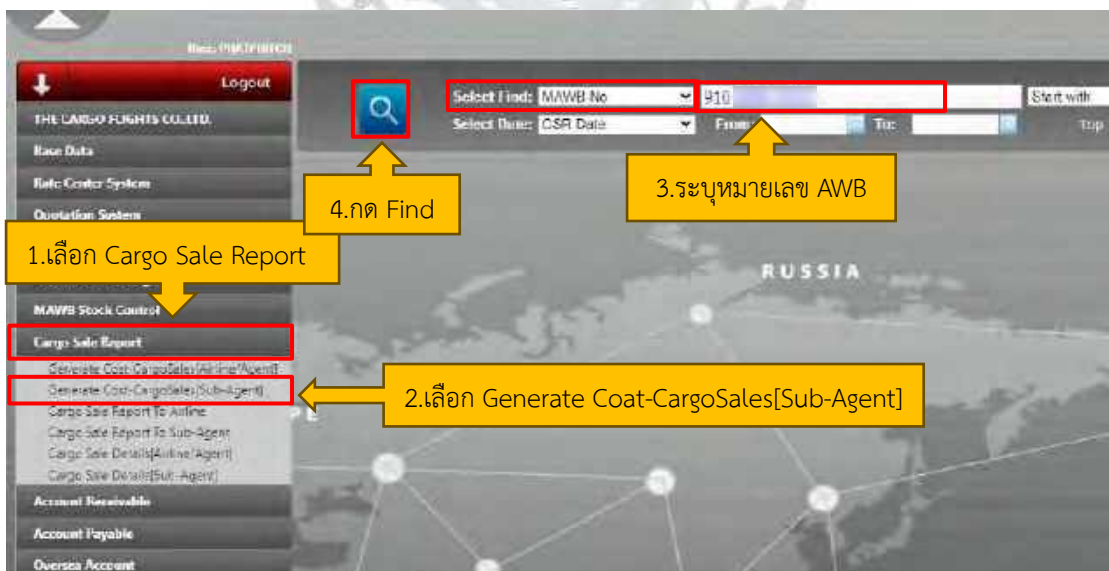 Logout
THE CARGO FLIGHTS CO.,LTD.
Base Data
Rate Center System
Quotation System
1.เลือก Cargo Sale Report
MAWB Stock Control
Cargo Sale Report
Generate Cost-CargoSales[Airline/Agent]
Generate Cost-CargoSales[Sub-Agent]
Cargo Sale Report To Airline
Cargo Sale Report To Sub-Agent
Cargo Sale Details[Airline/Agent]
Cargo Sale Details[Sub-Agent]
Account Receivable
Account Payable
Oversea Account
Select Find: MAWB No 910 Start with
Select Date: CSR Date From: To: Top
4.กด Find
3.ระบุหมายเลข AWB
RUSSIA
2.เลือก Generate Coat-CargoSales[Sub-Agent]
PE